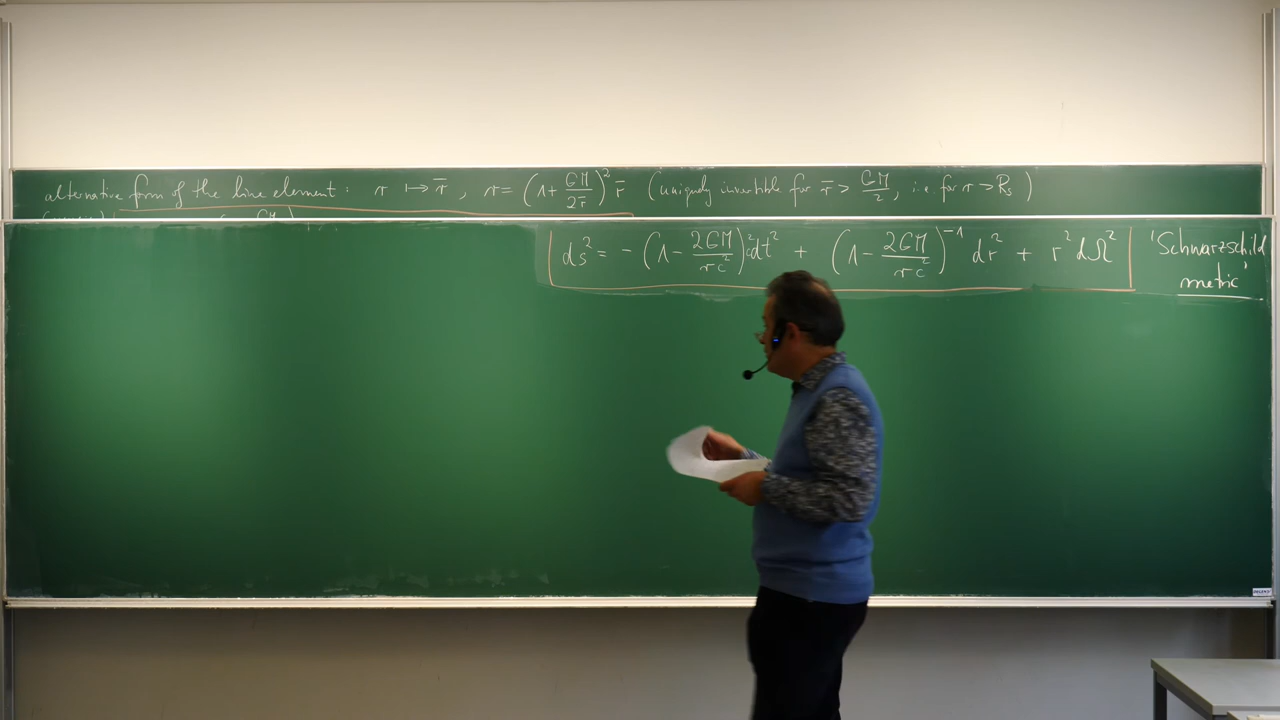 alternative form of the line element : r ↦ r̄ , r = (1 + GM/2r̄)² r̄ (uniquely invertible for r̄ > GM/2, i.e. for r > Rₛ )
ds² = - (1 - 2GM/rc²)c²dt² + (1 - 2GM/rc²)⁻¹ dr² + r² dΩ²
'Schwarzschild
metric'